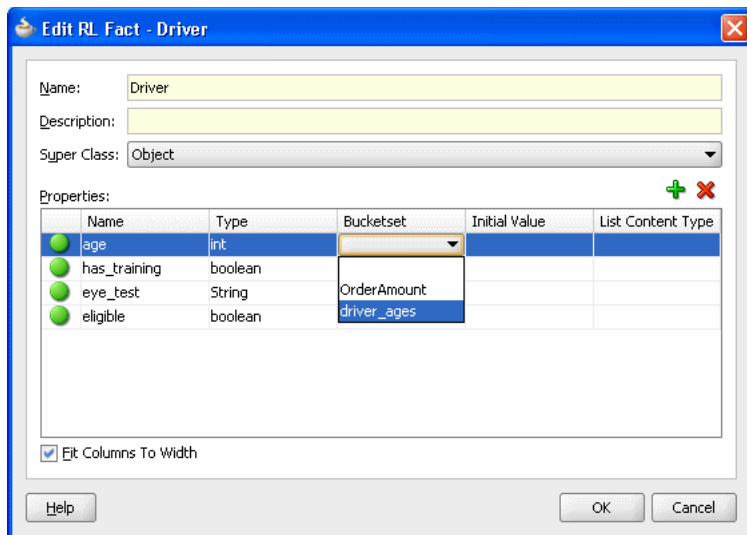 Edit RL Fact - Driver
Name: Driver
Description:
Super Class: Object
Properties:
Name Type Bucketset Initial Value List Content Type
age int
has_training boolean
OrderAmount
eye_test String
driver_ages
eligible boolean
Fit Columns To Width
Help OK Cancel